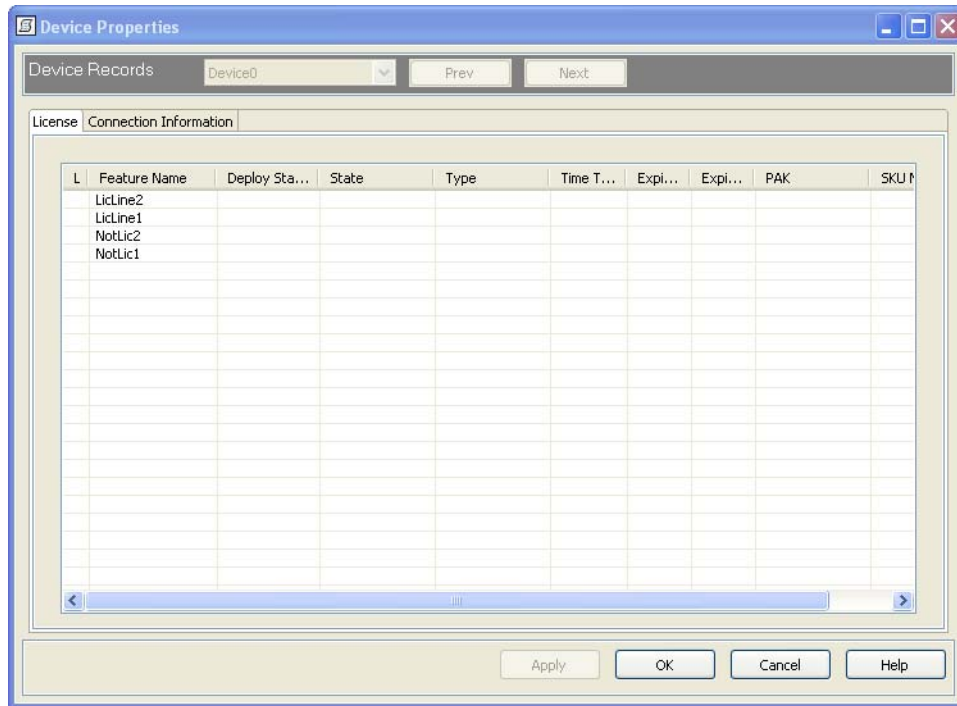 Device Properties
Device Records Device0 Prev Next
License Connection Information
L Feature Name Deploy Sta... State Type Time T... Expi... Expi... PAK SKU
LicLine2
LicLine1
NotLic2
NotLic1
Apply OK Cancel Help